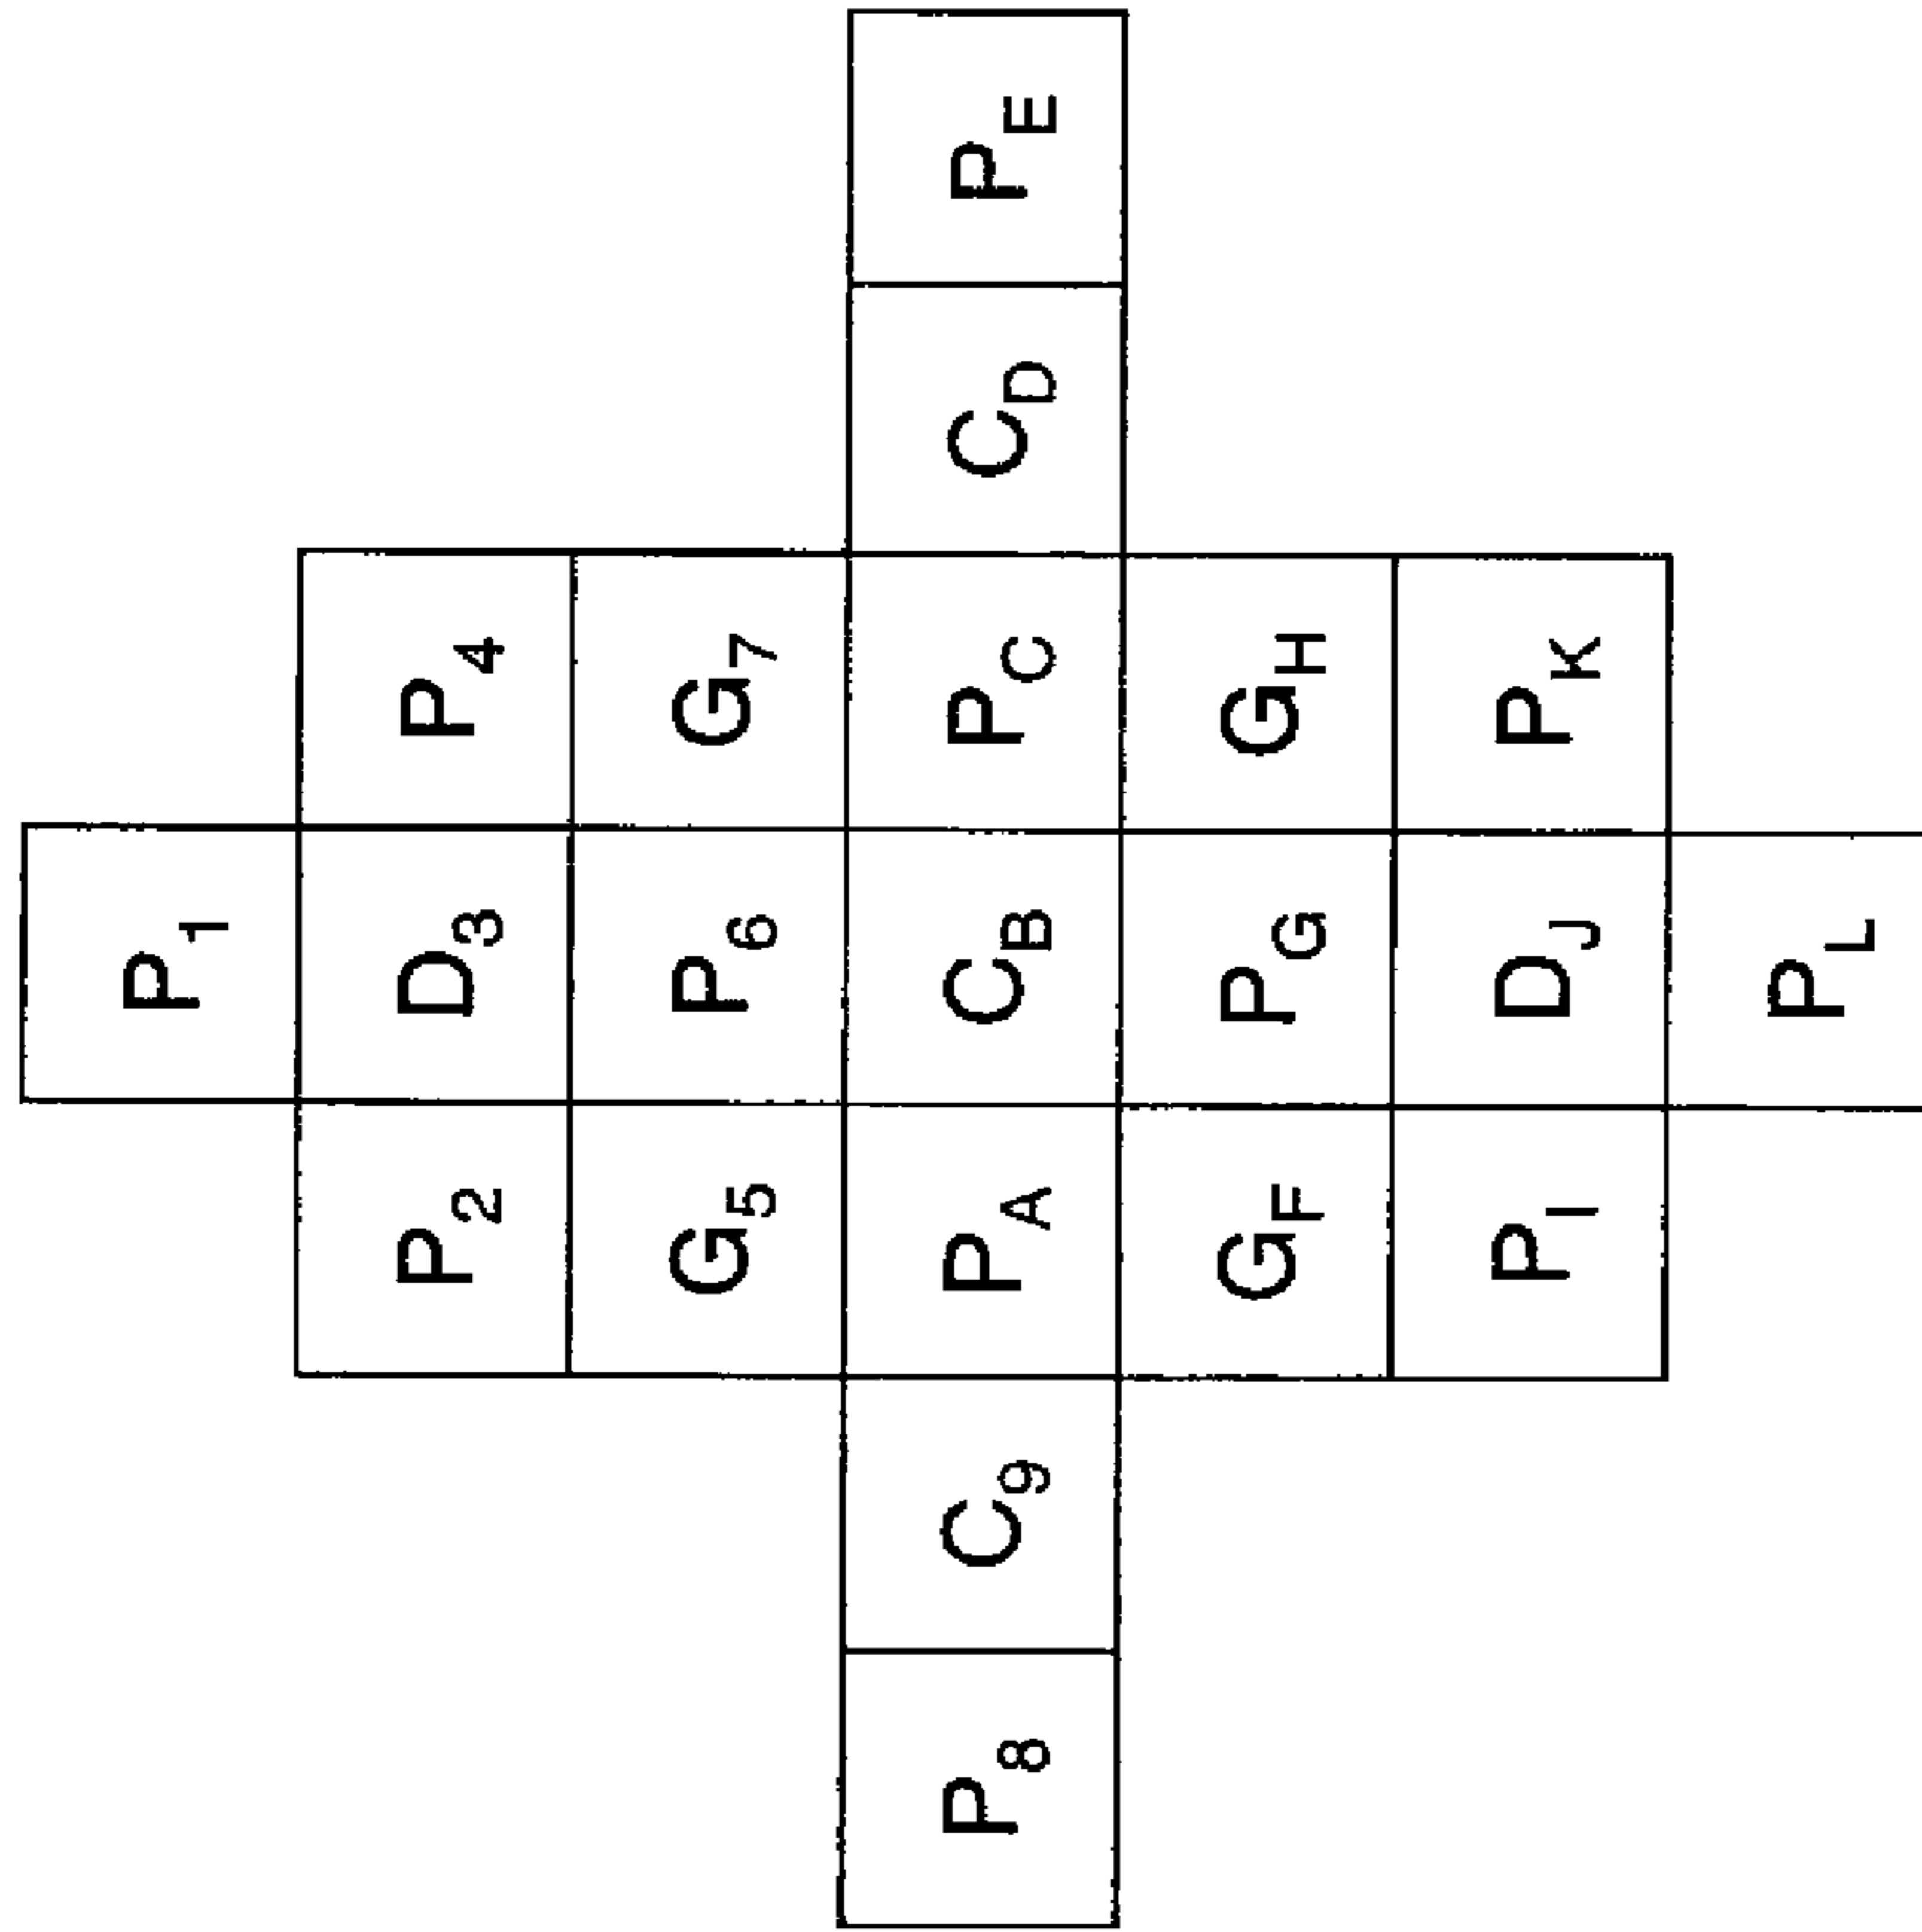 P1
P2 D3 P4
G5 P6 G7
P8 C9 PA CB PC CD PE
GF PG GH
PI DJ PK
PL